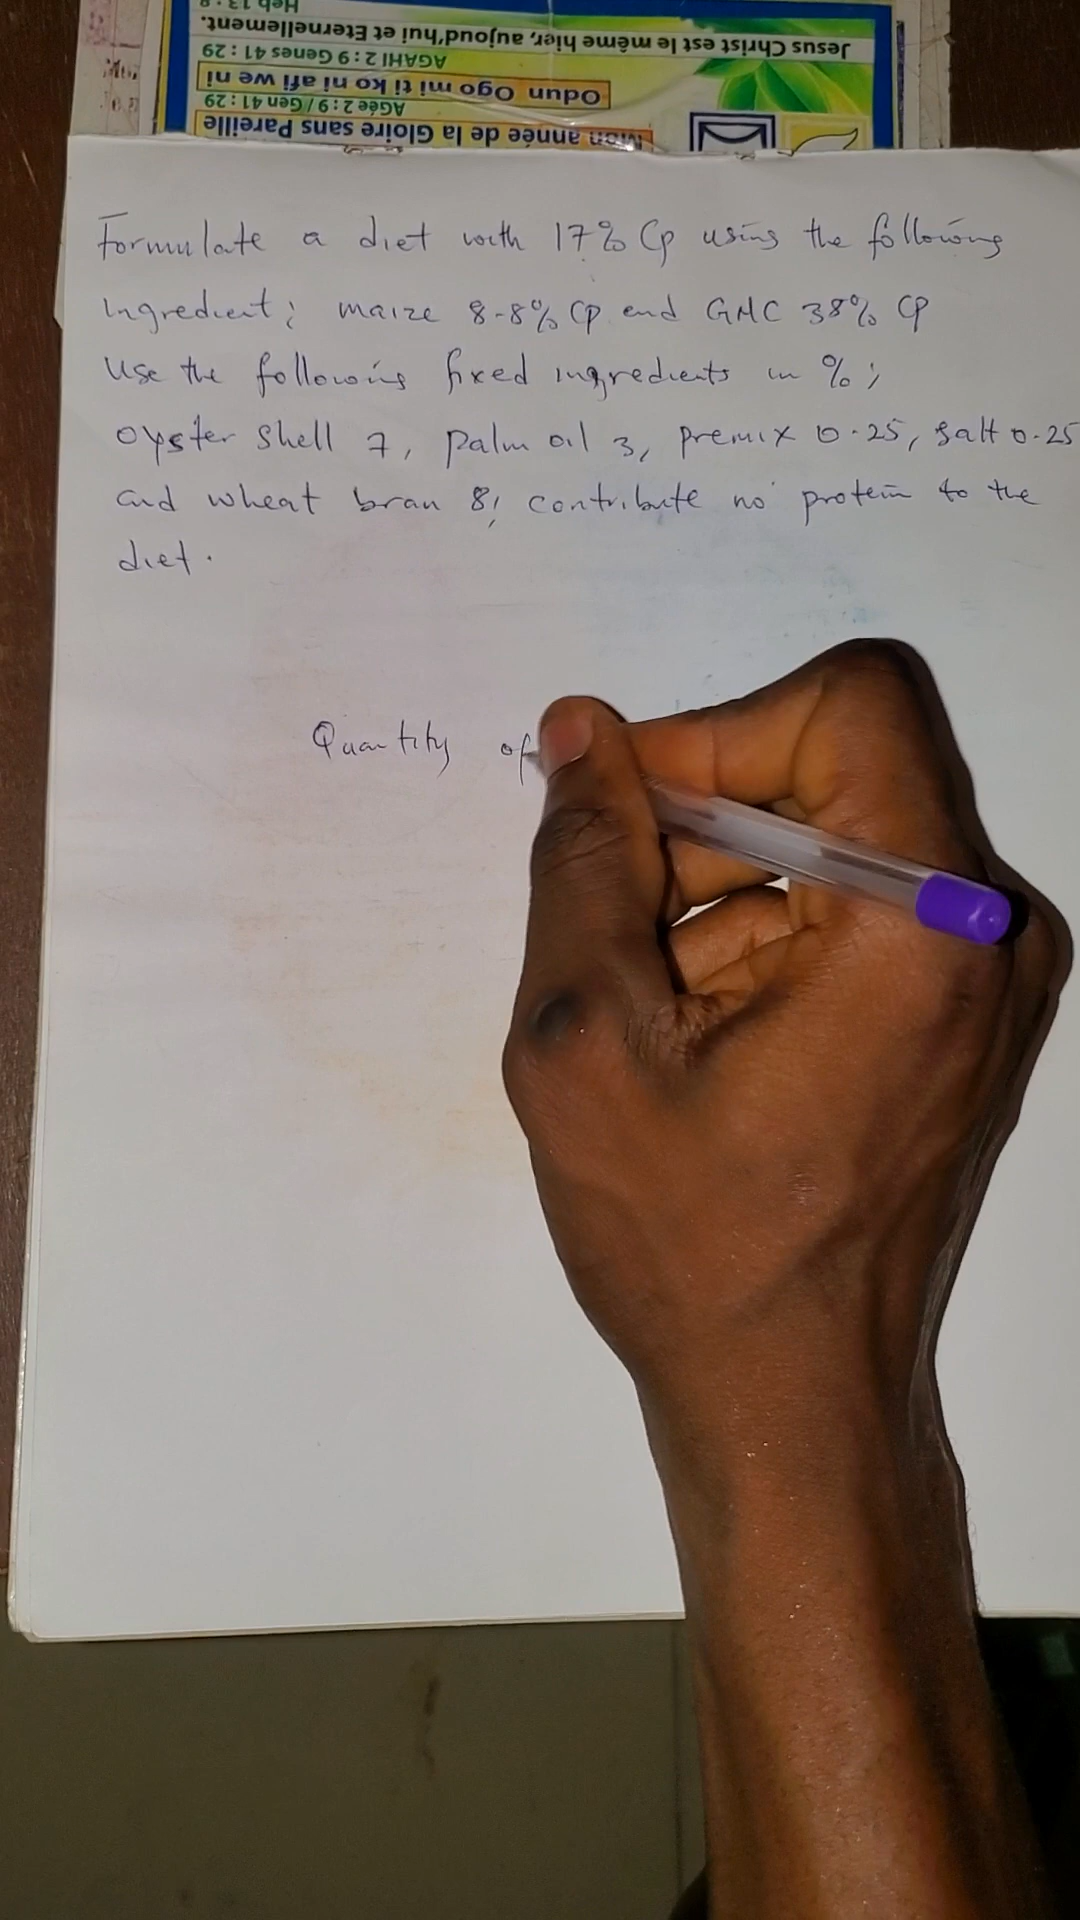 Heb 13:8
Jesus Christ est le même hier, aujoud'hui et Eternellement.
AGAHI 2 : 9 Genes 41 : 29
Odun Ogo mi ti ko ni afi we ni
Agée 2 : 9 / Gen 41 : 29
Mon année de la Gloire sans Pareille
Formulate a diet with 17% Cp using the following
Ingredient; maize 8.8% Cp and GNC 38% Cp
Use the following fixed ingredients in %;
Oyster shell 7, palm oil 3, premix 0.25, salt 0.25
and wheat bran 8; contribute no protein to the
diet.
Quantity of